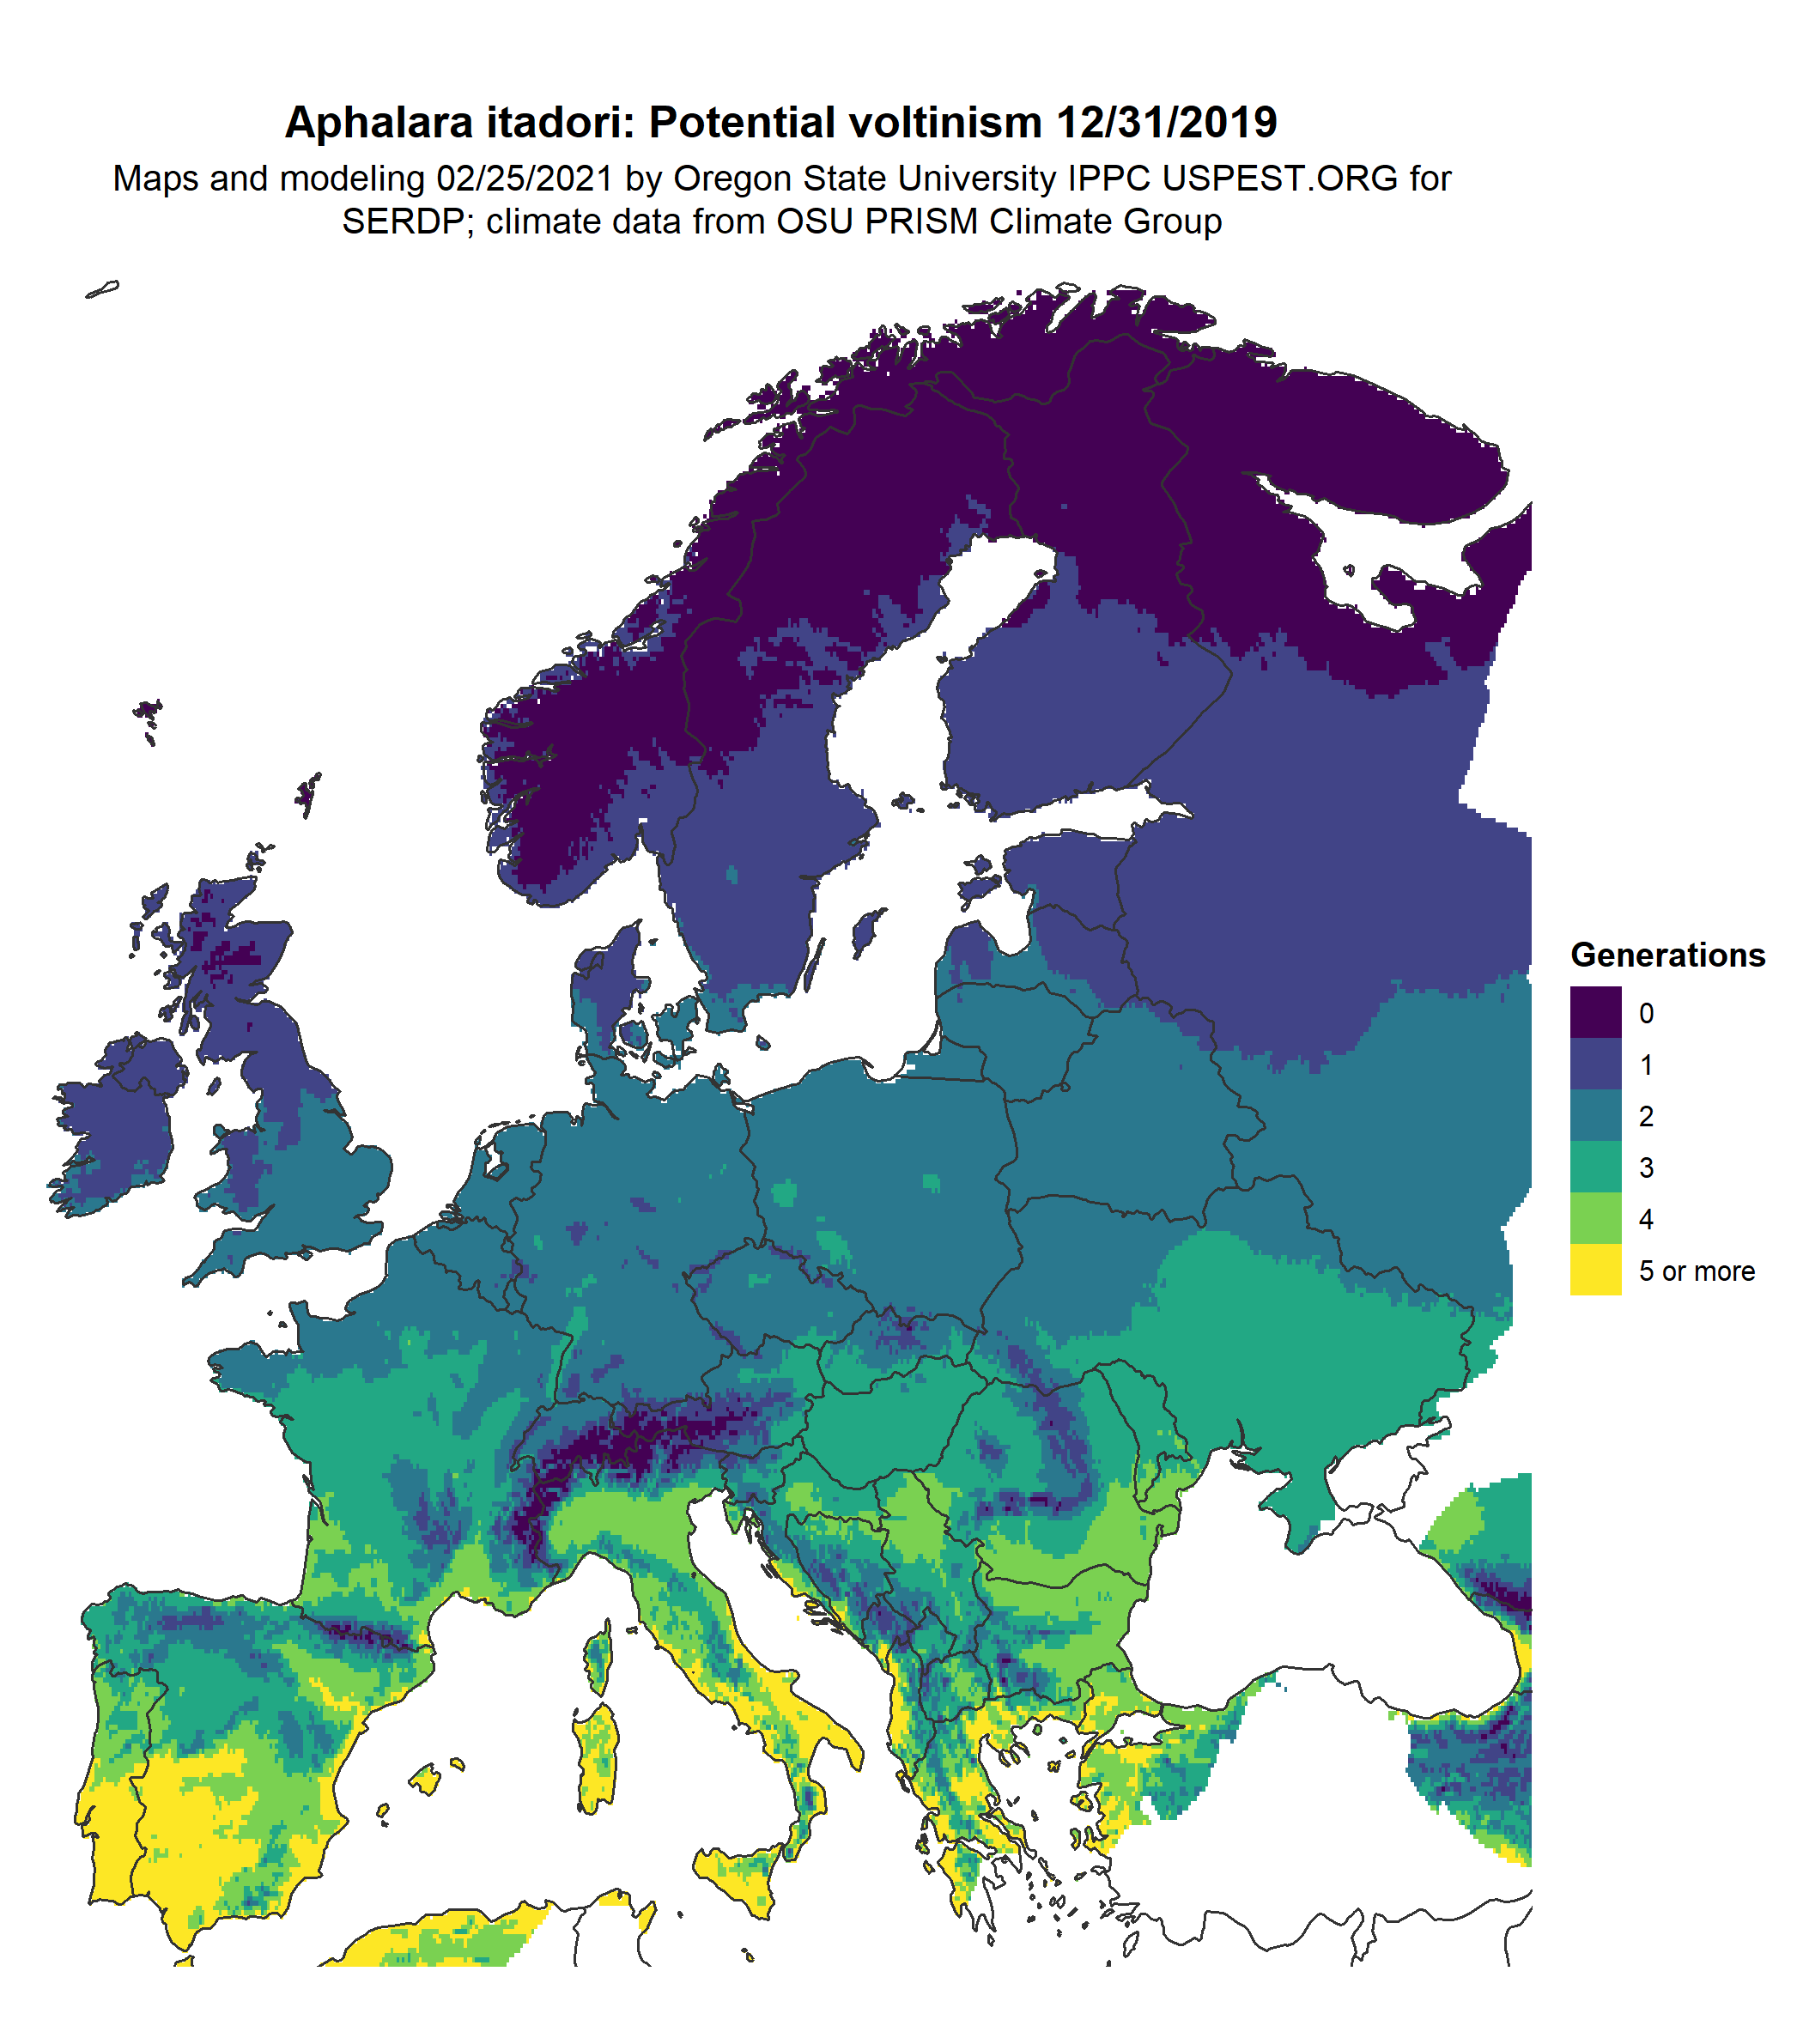 Aphalara itadori: Potential voltinism 12/31/2019
Maps and modeling 02/25/2021 by Oregon State University IPPC USPEST.ORG for
SERDP; climate data from OSU PRISM Climate Group
Generations
0
1
2
3
4
5 or more